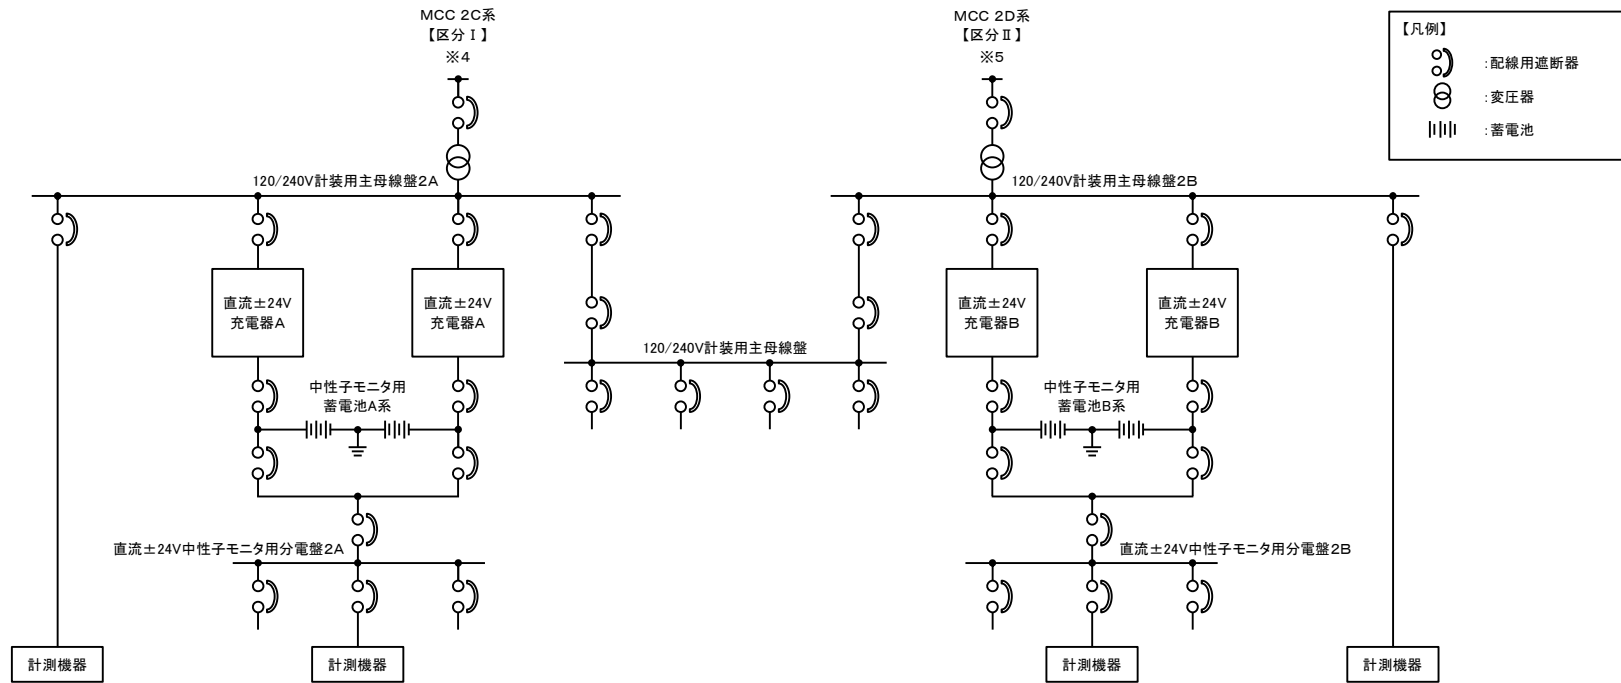 MCC 2C系
【区分Ⅰ】
※4
MCC 2D系
【区分Ⅱ】
※5
【凡例】
:配線用遮断器
:変圧器
:蓄電池
120/240V計装用主母線盤2A
120/240V計装用主母線盤2B
直流±24V
充電器A
直流±24V
充電器A
直流±24V
充電器B
直流±24V
充電器B
120/240V計装用主母線盤
中性子モニタ用
蓄電池A系
中性子モニタ用
蓄電池B系
直流±24V中性子モニタ用分電盤2A
直流±24V中性子モニタ用分電盤2B
計測機器
計測機器
計測機器
計測機器